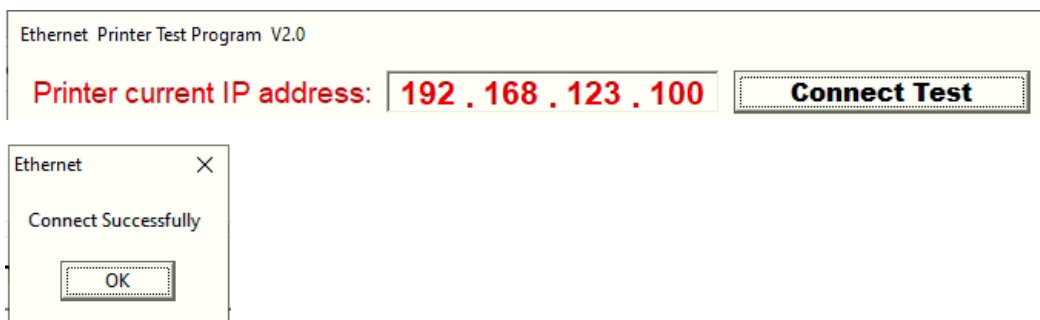 Ethernet Printer Test Program V2.0
Printer current IP address: 192 . 168 . 123 . 100 Connect Test
Ethernet
Connect Successfully
OK